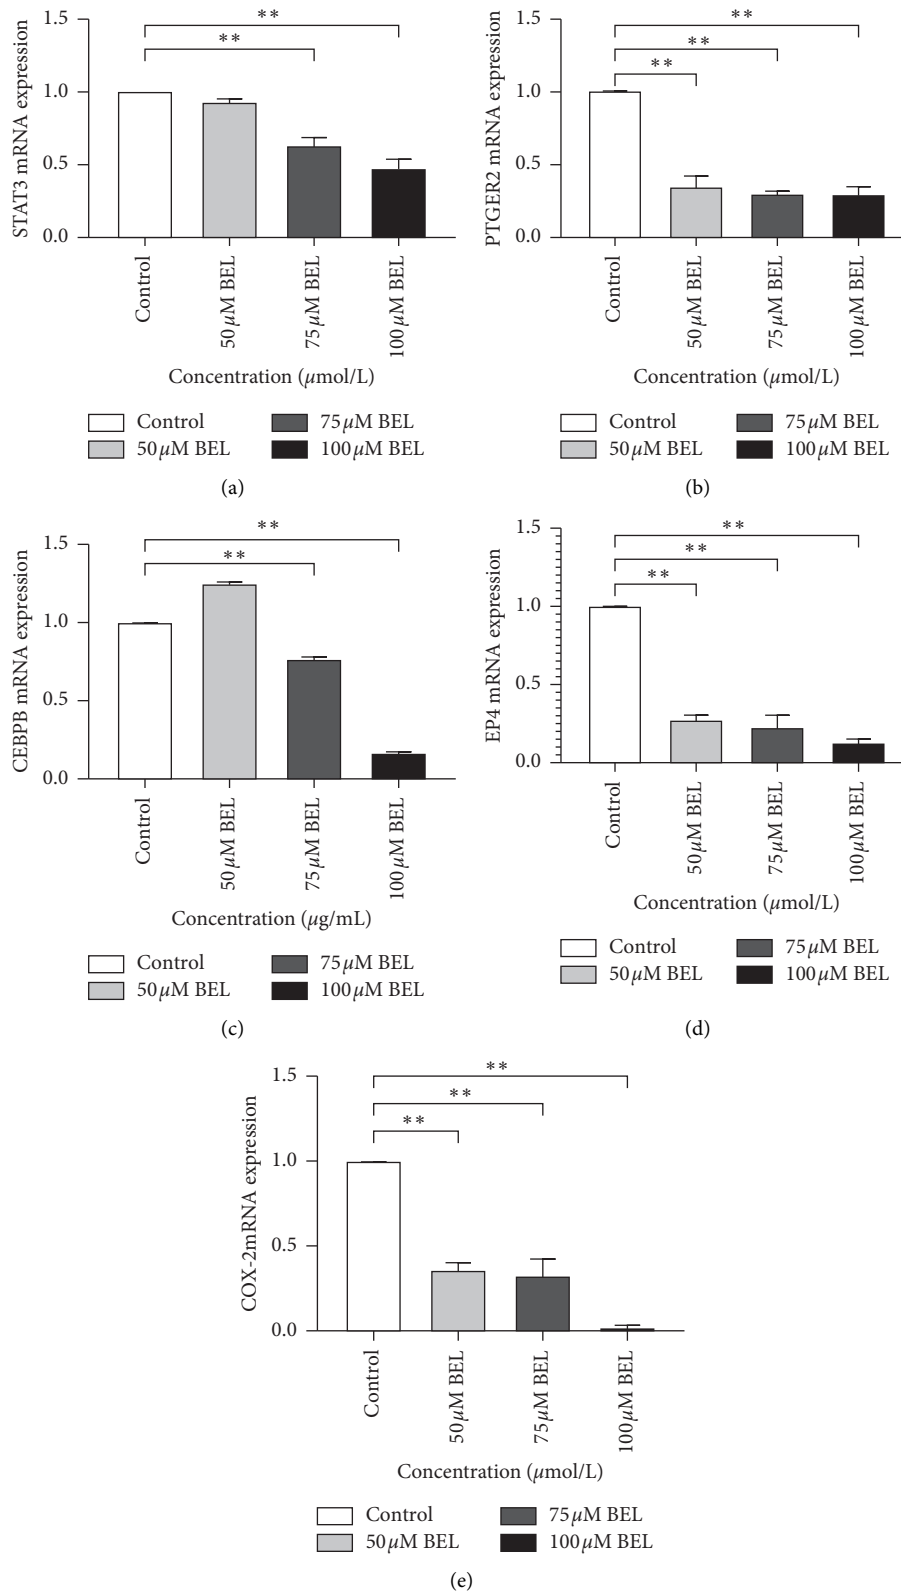 STAT3 mRNA expression
1.5
1.0
0.5
0.0
**
**
Control
50 μM BEL
75 μM BEL
100 μM BEL
Concentration (μmol/L)
Control
50 μM BEL
75 μM BEL
100 μM BEL
(a)
PTGER2 mRNA expression
1.5
1.0
0.5
0.0
**
**
**
Control
50 μM BEL
75 μM BEL
100 μM BEL
Concentration (μmol/L)
Control
50 μM BEL
75 μM BEL
100 μM BEL
(b)
CEBPB mRNA expression
1.5
1.0
0.5
0.0
**
**
Control
50 μM BEL
75 μM BEL
100 μM BEL
Concentration (μg/mL)
Control
50 μM BEL
75 μM BEL
100 μM BEL
(c)
EP4 mRNA expression
1.5
1.0
0.5
0.0
**
**
**
Control
50 μM BEL
75 μM BEL
100 μM BEL
Concentration (μmol/L)
Control
50 μM BEL
75 μM BEL
100 μM BEL
(d)
COX-2mRNA expression
1.5
1.0
0.5
0.0
**
**
**
Control
50 μM BEL
75 μM BEL
100 μM BEL
Concentration (μmol/L)
Control
50 μM BEL
75 μM BEL
100 μM BEL
(e)